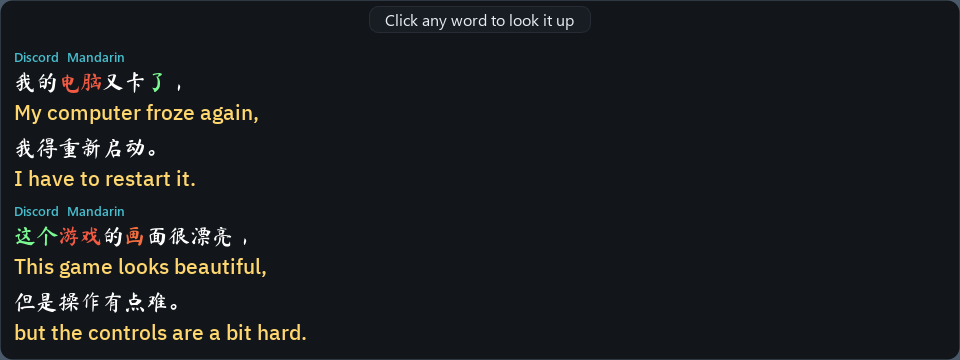 Click any word to look it up
Discord Mandarin
我的电脑又卡了，
My computer froze again,
我得重新启动。
I have to restart it.
Discord Mandarin
这个游戏的画面很漂亮，
This game looks beautiful,
但是操作有点难。
but the controls are a bit hard.